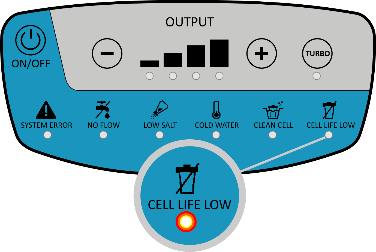 OUTPUT
ON/OFF
TURBO
SYSTEM ERROR
NO FLOW
LOW SALT
COLD WATER
CLEAN CELL
CELL LIFE LOW
CELL LIFE LOW